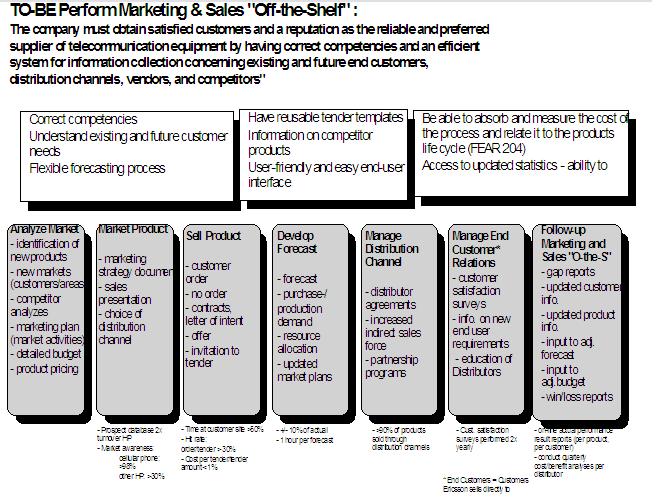 TO-BE Perform Marketing & Sales "Off-the-Shelf" :
The company must obtain satisfied customers and a reputation as the reliable and preferred
supplier of telecommunication equipment by having correct competencies and an efficient
system for information collection concerning existing and future end customers,
distribution channels, vendors, and competitors"
Correct competencies
Understand existing and future customer
needs
Flexible forecasting process
Have reusable tender templates
Information on competitor
products
User-friendly and easy end-user
interface
Be able to absorb and measure the cost of
the process and relate it to the products
life cycle (FEAR 204)
Access to updated statistics - ability to
Analyze Market
- identification of
new products
- new markets
(customers/areas
- competitor
analyzes
- marketing plan
(market activities)
- detailed budget
- product pricing
Market Product
- marketing
strategy documen
- sales
presentation
- choice of
distribution
channel
Sell Product
- customer
order
- no order
- contracts,
letter of intent
- offer
- invitation to
tender
Develop
Forecast
- forecast
- purchase-/
production
demand
- resource
allocation
- updated
market plans
Manage
Distribution
Channel
- distributor
agreements
- increased
indirect sales
force
- partnership
programs
Manage End
Customer*
Relations
- customer
satisfaction
surveys
- info. on new
end user
requirements
- education of
Distributors
Follow-up
Marketing and
Sales "O-the-S"
- gap reports
- updated customer
info.
- updated product
info.
- input to adj.
forecast
- input to
adj.budget
- win/loss reports
- Prospect database 2x
turnover HP
- Market awareness
cellular phone:
>98%
other HP: >30%
- Time at customer site >60%
- Hit rate:
order/tender > 30%
- Cost per tender/tender
amount <1%
- +/- 10% of actual
- 1 hour per forecast
- >90% of products
sold through
distribution channels
- Cust. satisfaction
surveys performed 2x
yearly
- on-line actual performance
result reports (per product,
per customer)
- conduct quarterly
cost/benefit analyses per
distributor
* End Customers = Customers
Ericsson sells directly to